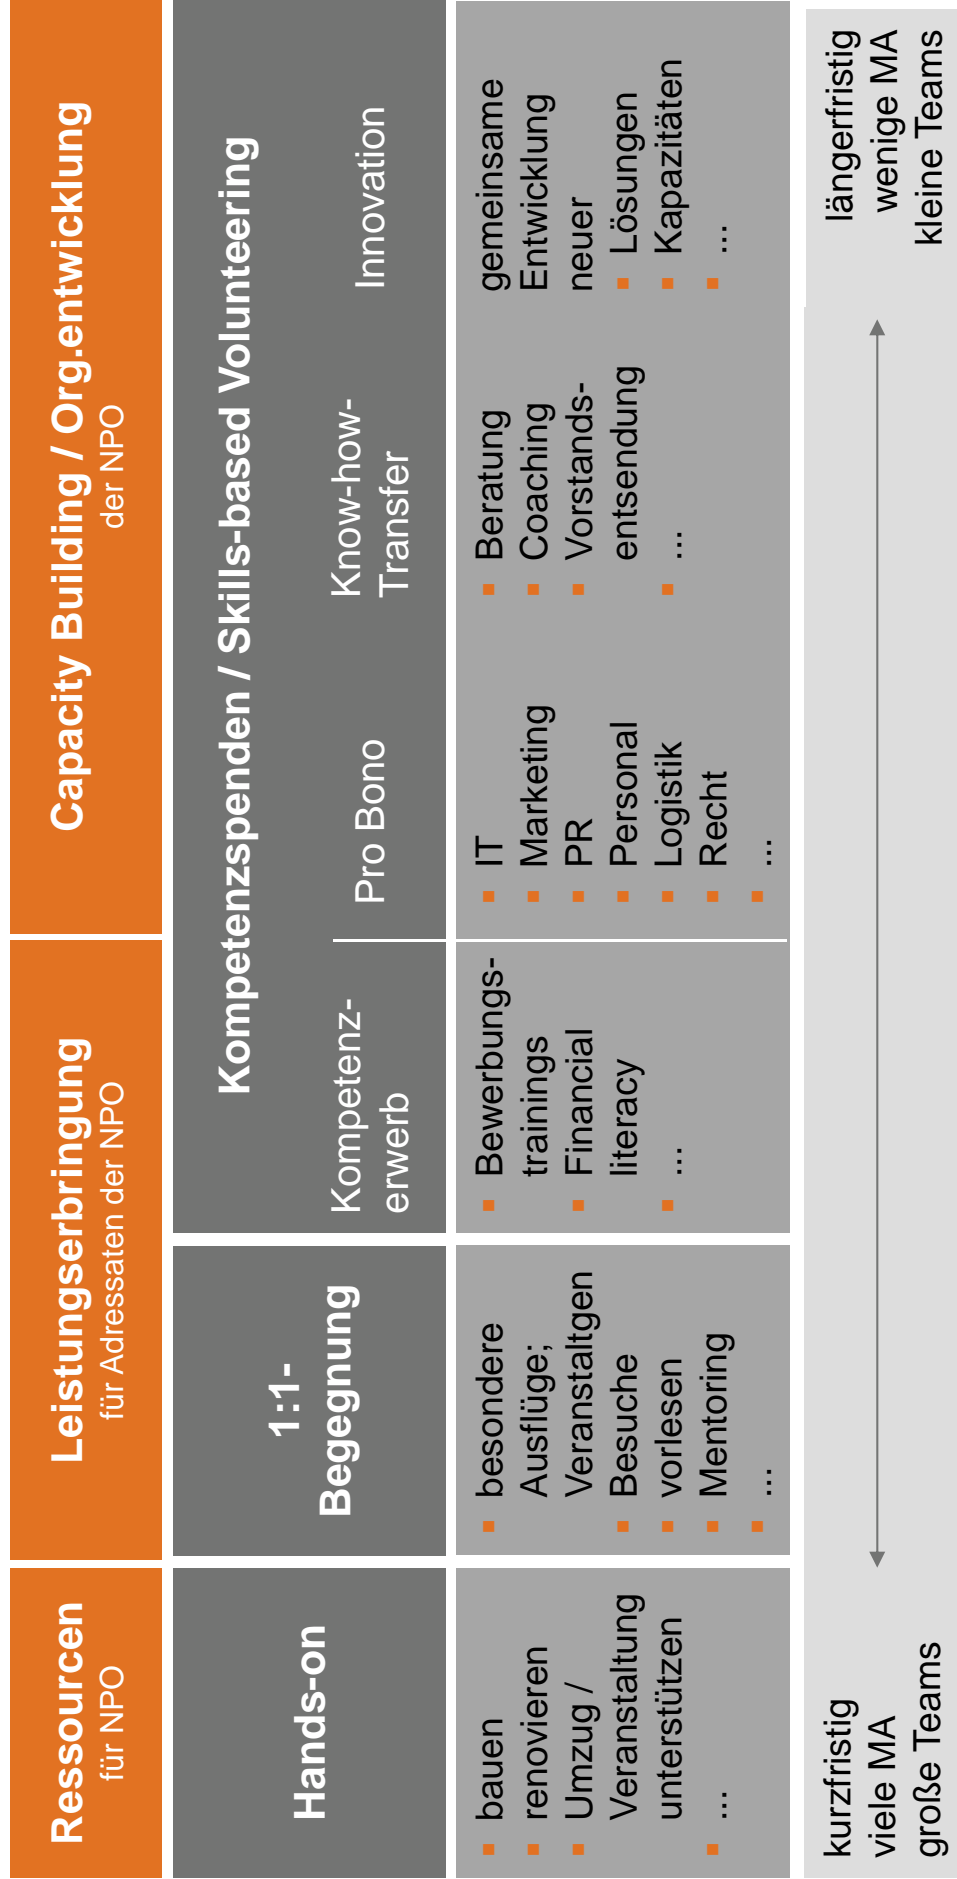 Ressourcen
für NPO
Leistungserbringung
für Adressaten der NPO
Capacity Building / Org.entwicklung
der NPO
Hands-on
1:1-
Begegnung
Kompetenzspenden / Skills-based Volunteering
Kompetenz-
erwerb
Pro Bono
Know-how-
Transfer
Innovation
▪ bauen
▪ renovieren
▪ Umzug /
Veranstaltung
unterstützen
▪ ...
▪ besondere
Ausflüge;
Veranstaltgen
▪ Besuche
▪ vorlesen
▪ Mentoring
▪ ...
▪ Bewerbungs-
trainings
▪ Financial
literacy
▪ ...
▪ IT
▪ Marketing
▪ PR
▪ Personal
▪ Logistik
▪ Recht
▪ ...
▪ Beratung
▪ Coaching
▪ Vorstands-
entsendung
▪ ...
gemeinsame
Entwicklung
neuer
▪ Lösungen
▪ Kapazitäten
▪ ...
kurzfristig
viele MA
große Teams
längerfristig
wenige MA
kleine Teams